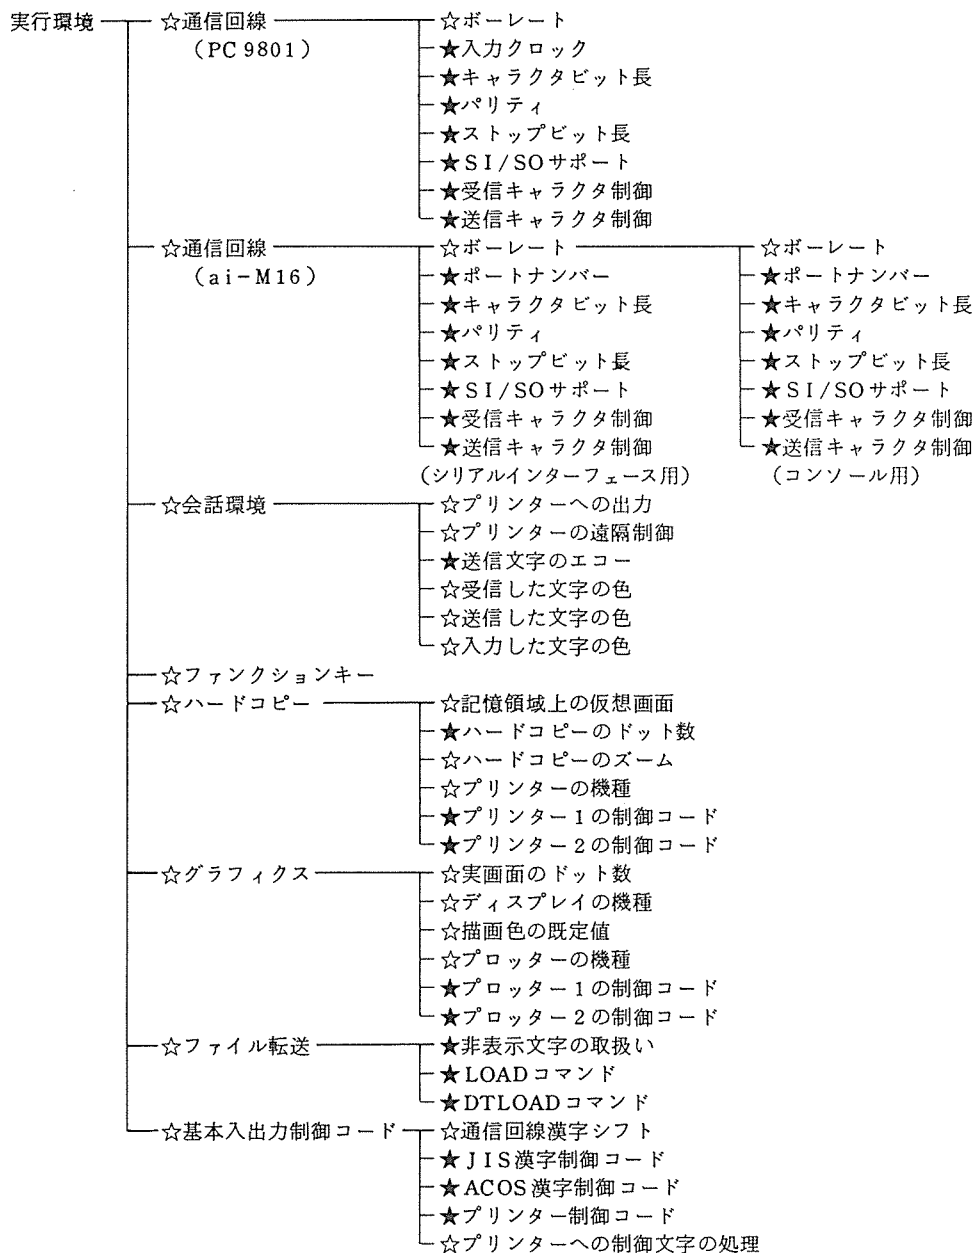 実行環境 ☆通信回線 ☆ボーレート
(PC 9801) ★入力クロック
★キャラクタビット長
★パリティ
★ストップビット長
★SI/SOサポート
★受信キャラクタ制御
★送信キャラクタ制御
☆通信回線 ☆ボーレート ☆ボーレート
(ai-M16) ★ポートナンバー ★ポートナンバー
★キャラクタビット長 ★キャラクタビット長
★パリティ ★パリティ
★ストップビット長 ★ストップビット長
★SI/SOサポート ★SI/SOサポート
★受信キャラクタ制御 ★受信キャラクタ制御
★送信キャラクタ制御 ★送信キャラクタ制御
(シリアルインターフェース用) (コンソール用)
☆会話環境 ☆プリンターへの出力
☆プリンターの遠隔制御
★送信文字のエコー
☆受信した文字の色
☆送信した文字の色
☆入力した文字の色
☆ファンクションキー
☆ハードコピー ☆記憶領域上の仮想画面
★ハードコピーのドット数
☆ハードコピーのズーム
☆プリンターの機種
★プリンター1の制御コード
★プリンター2の制御コード
☆グラフィクス ☆実画面のドット数
☆ディスプレイの機種
☆描画色の既定値
☆プロッターの機種
★プロッター1の制御コード
★プロッター2の制御コード
☆ファイル転送 ★非表示文字の取扱い
★LOADコマンド
★DTLOADコマンド
☆基本入出力制御コード ☆通信回線漢字シフト
★JIS漢字制御コード
★ACOS漢字制御コード
★プリンター制御コード
☆プリンターへの制御文字の処理